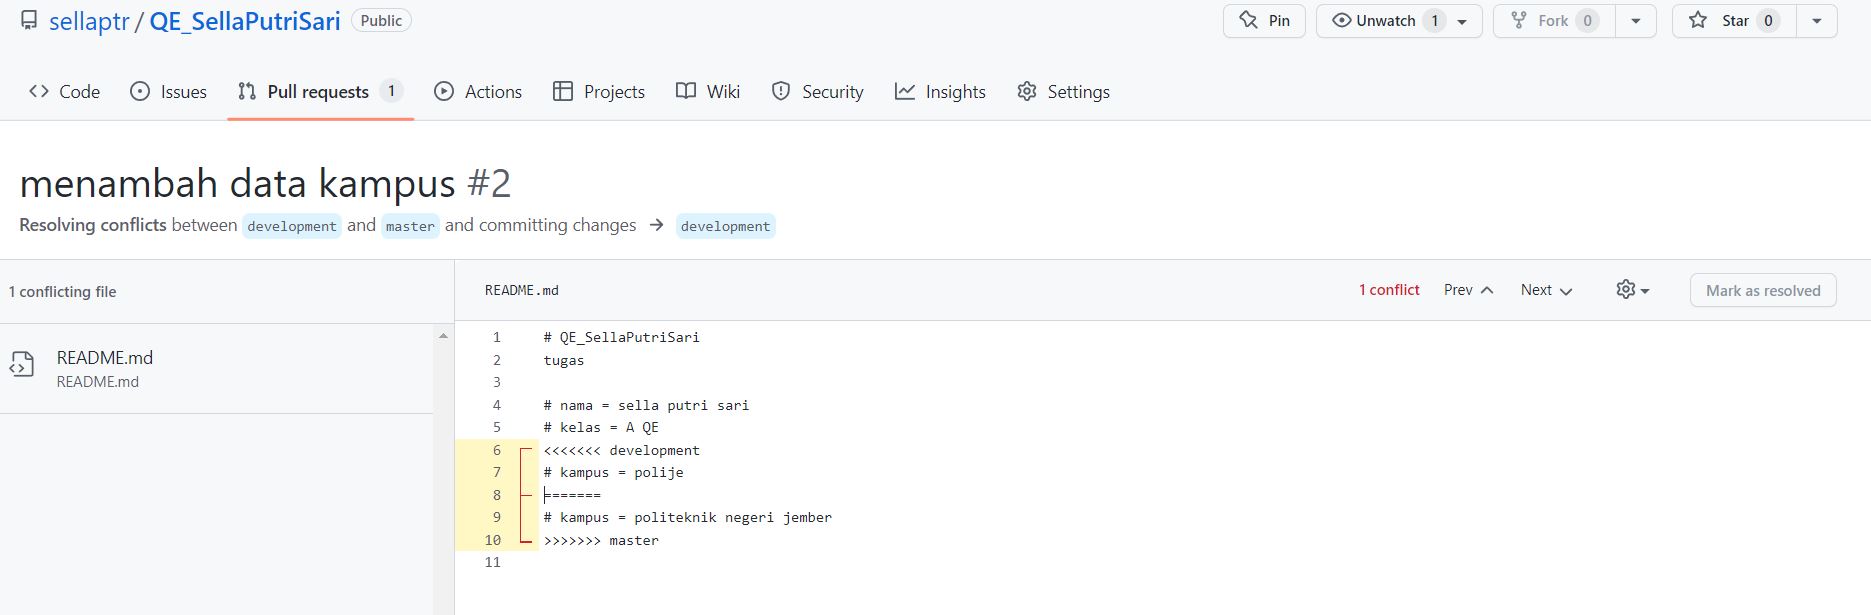 sellaptr / QE_SellaPutriSari Public Pin Unwatch 1 Fork 0 Star 0
Code Issues Pull requests 1 Actions Projects Wiki Security Insights Settings
menambah data kampus #2
Resolving conflicts between development and master and committing changes → development
1 conflicting file
README.md
README.md
README.md 1 conflict Prev Next Mark as resolved
1 # QE_SellaPutriSari
2 tugas
3
4 # nama = sella putri sari
5 # kelas = A QE
6 <<<<<<< development
7 # kampus = polije
8 =======
9 # kampus = politeknik negeri jember
10 >>>>>>> master
11